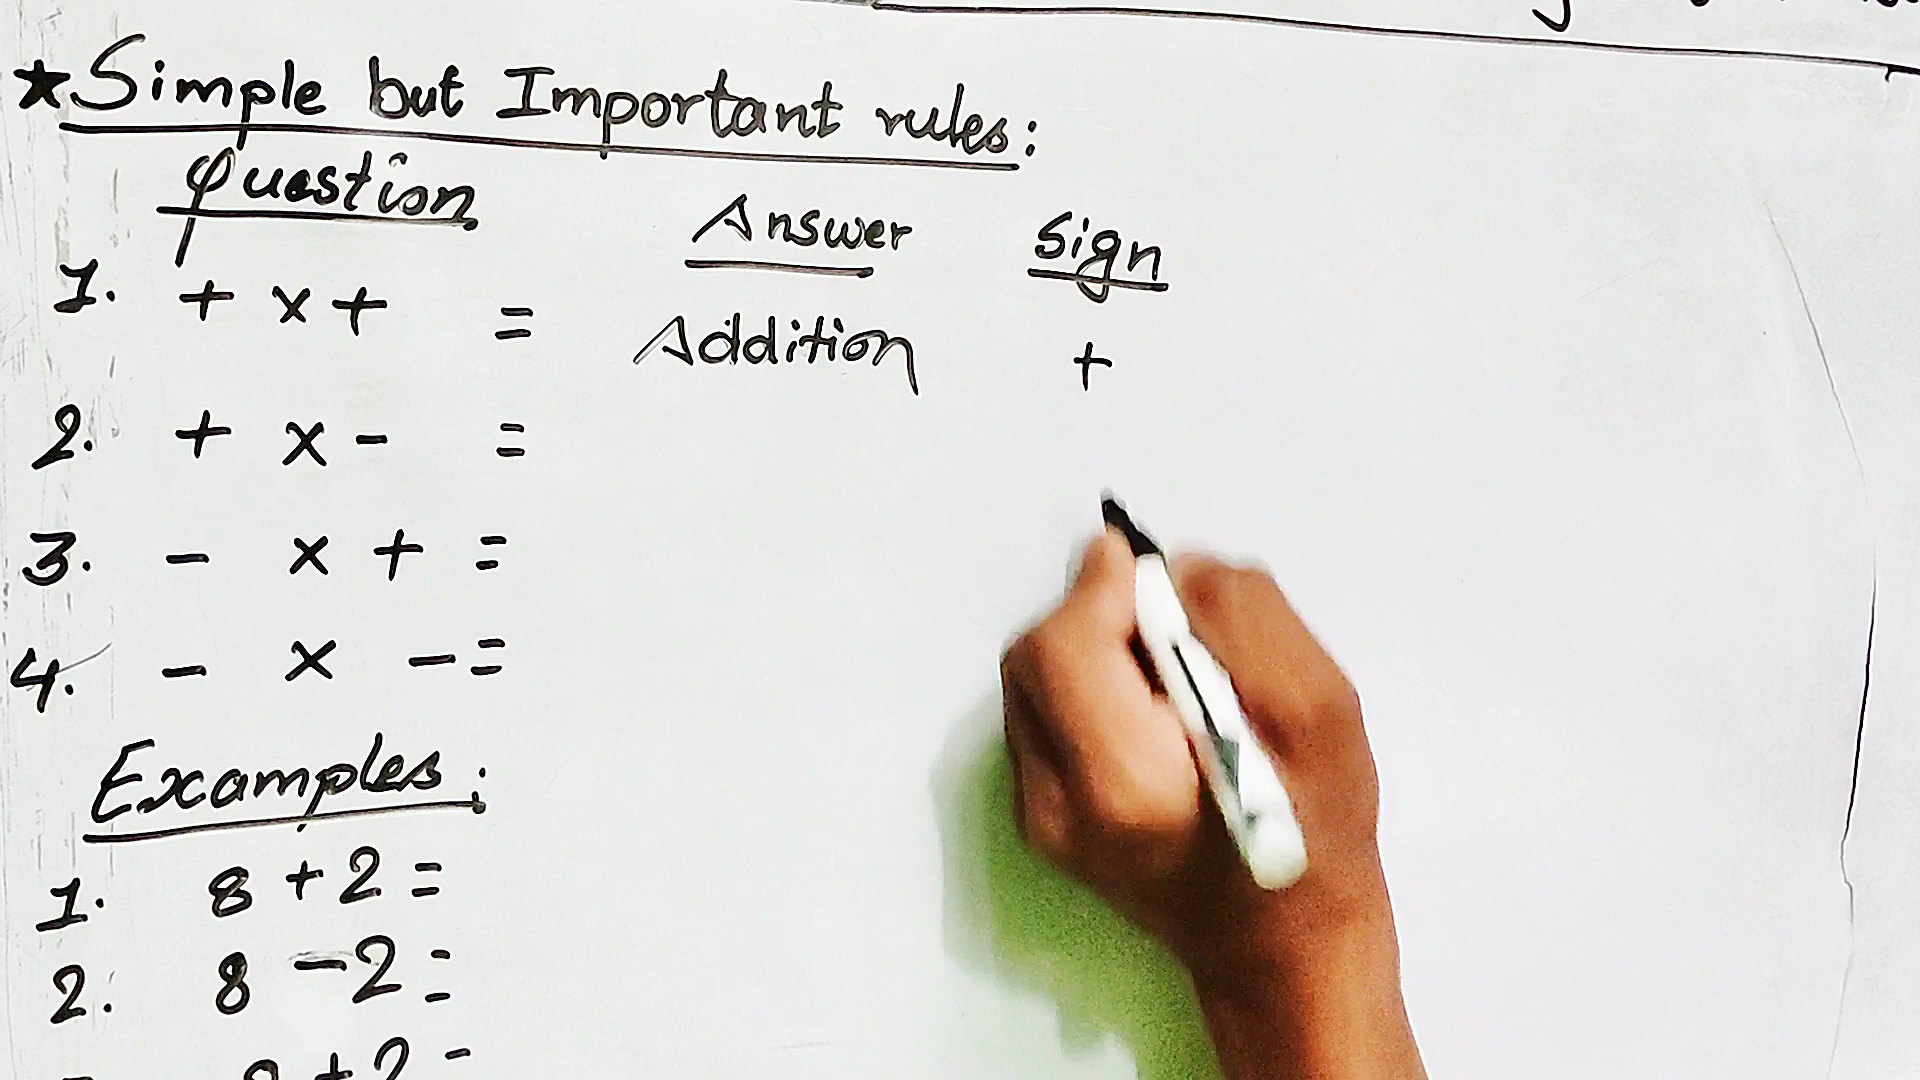 ★ Simple but Important rules:
Question Answer Sign
1. + x + = Addition +
2. + x - =
3. - x + =
4. - x - =
Examples:
1. 8 + 2 =
2. 8 - 2 =